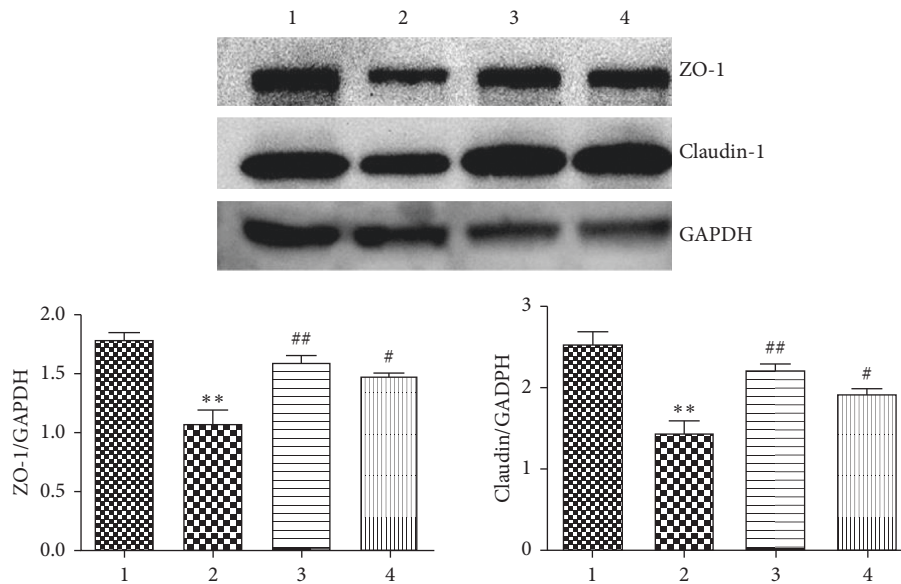 1 2 3 4
ZO-1
Claudin-1
GAPDH
ZO-1/GAPDH
2.0
1.5
1.0
0.5
0.0
**
##
#
1 2 3 4
Claudin/GADPH
3
2
1
0
**
##
#
1 2 3 4